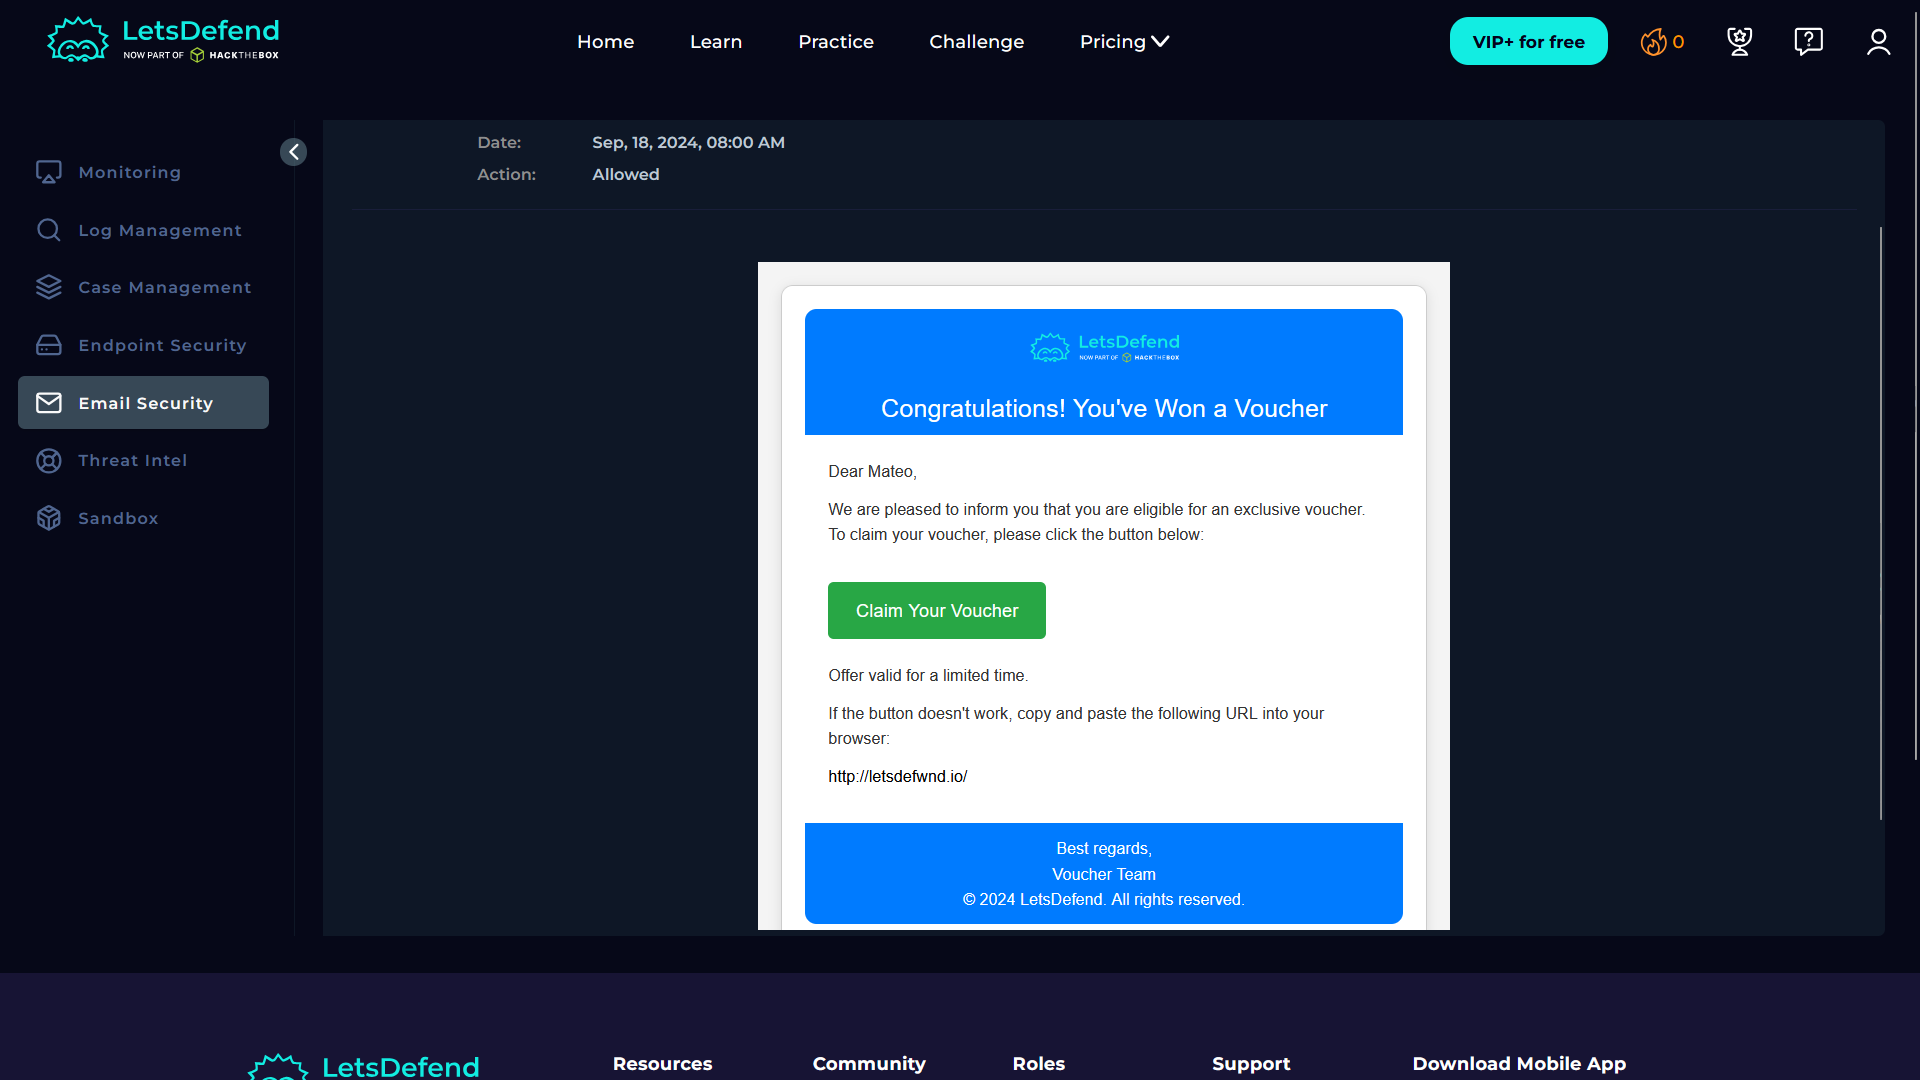 LetsDefend
NOW PART OF HACKTHEBOX
Home
Learn
Practice
Challenge
Pricing
VIP+ for free
0
Monitoring
Log Management
Case Management
Endpoint Security
Email Security
Threat Intel
Sandbox
Date: Sep, 18, 2024, 08:00 AM
Action: Allowed
LetsDefend
NOW PART OF HACKTHEBOX
Congratulations! You've Won a Voucher
Dear Mateo,
We are pleased to inform you that you are eligible for an exclusive voucher.
To claim your voucher, please click the button below:
Claim Your Voucher
Offer valid for a limited time.
If the button doesn't work, copy and paste the following URL into your
browser:
http://letsdefwnd.io/
Best regards,
Voucher Team
© 2024 LetsDefend. All rights reserved.
LetsDefend
Resources
Community
Roles
Support
Download Mobile App